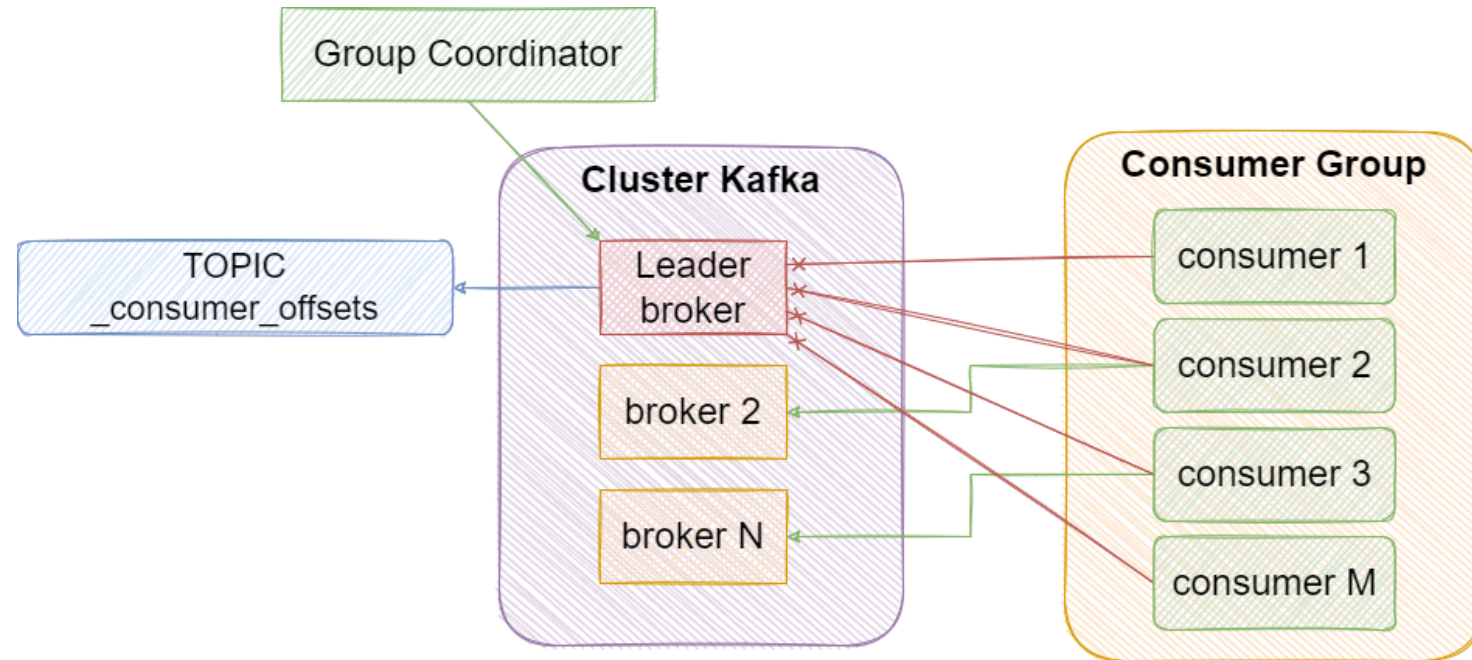 Group Coordinator
Cluster Kafka
Consumer Group
TOPIC
_consumer_offsets
Leader
broker
broker 2
broker N
consumer 1
consumer 2
consumer 3
consumer M